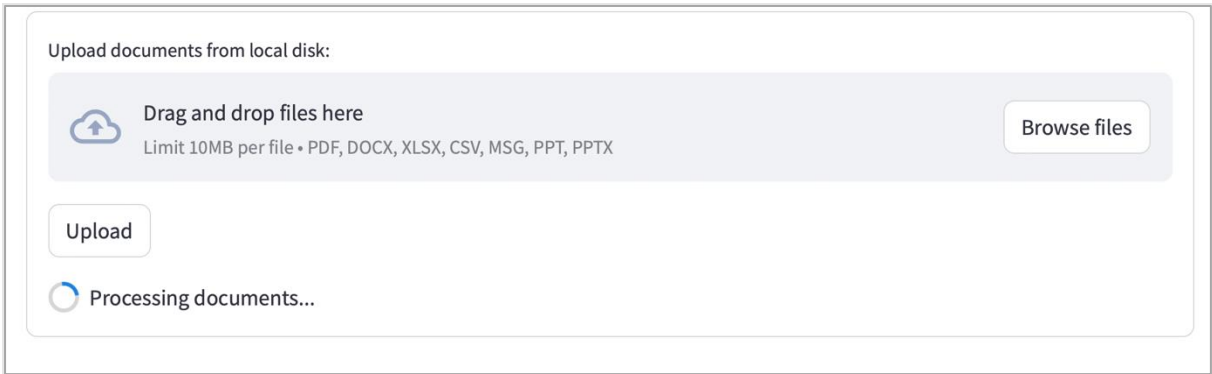 Upload documents from local disk:
Drag and drop files here
Limit 10MB per file • PDF, DOCX, XLSX, CSV, MSG, PPT, PPTX
Browse files
Upload
Processing documents...